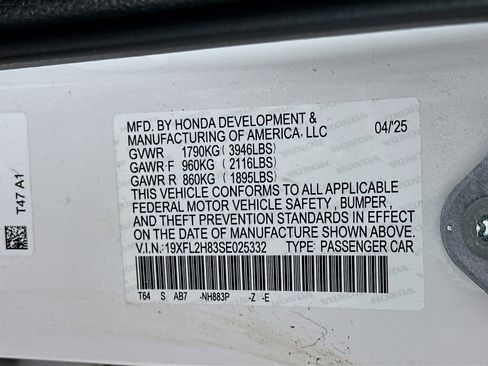 MFD. BY HONDA DEVELOPMENT &
MANUFACTURING OF AMERICA, LLC 04/25
GVWR 1790KG (3946LBS)
GAWR F 960KG (2116LBS)
GAWR R 860KG (1895LBS)
THIS VEHICLE CONFORMS TO ALL APPLICABLE
FEDERAL MOTOR VEHICLE SAFETY, BUMPER,
AND THEFT PREVENTION STANDARDS IN EFFECT
ON THE DATE OF MANUFACTURE SHOWN ABOVE.
V.I.N.: 19XFL2H83SE025332 TYPE: PASSENGER CAR
T64 S AB7 -NH883P -Z -E
T47 A1